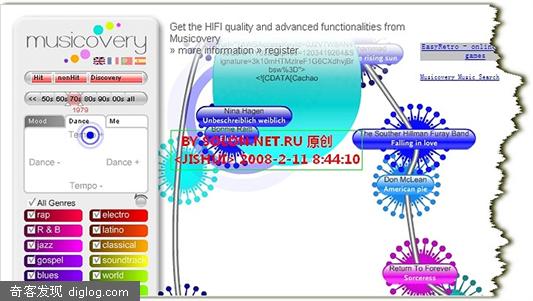 musicovery
Hit
nonHit
Discovery
<< 50s 60s 70s 80s 90s 00s all
1979
Mood
Dance
Me
Tempo +
Dance -
Dance +
Tempo -
All Genres
rap
electro
R & B
latino
jazz
classical
gospel
soundtrack
blues
world
Get the HIFI quality and advanced functionalities from
Musicovery
» more information » register
bsw%3D">
<![CDATA[Cachao
rising sun
EasyRetro - online
games
Musicovery Music Search
Nina Hagen
Unbeschreiblich weiblich
Bonnie Raitt
BY SOLON.NET.RU 原创
<JISHUI> 2008-2-11 8:44:10
The Souther Hillman Furay Band
Falling in love
Don McLean
American pie
Return To Forever
Sorceress
奇客发现 diglog.com